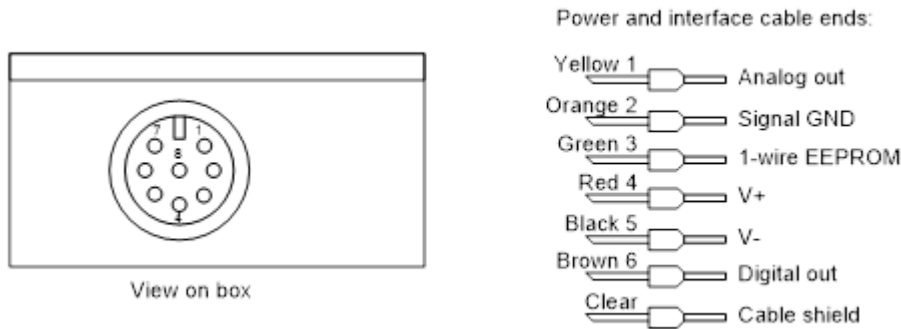 Power and interface cable ends:
Yellow 1 Analog out
Orange 2 Signal GND
Green 3 1-wire EEPROM
Red 4 V+
Black 5 V-
Brown 6 Digital out
Clear Cable shield
7 1
8
4
View on box